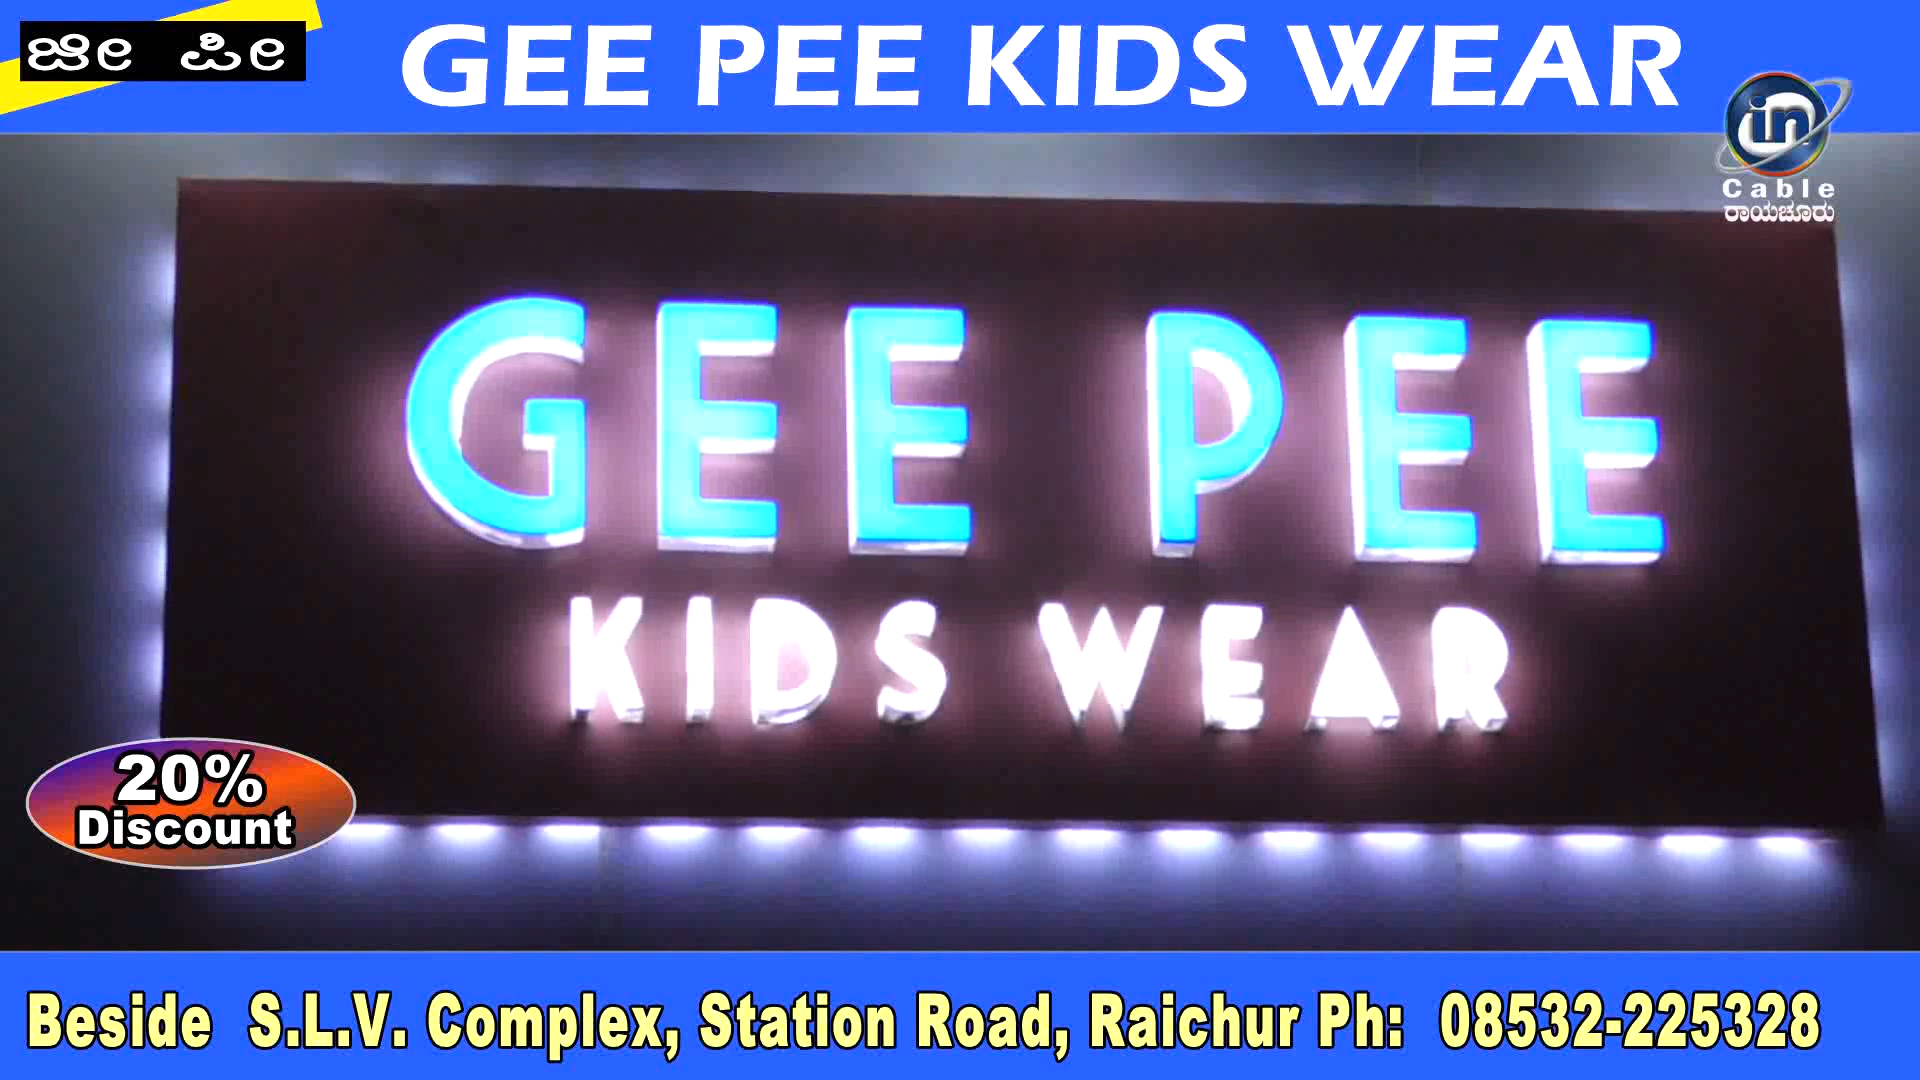 ಜೀ ಪೀ
GEE PEE KIDS WEAR
in
Cable
ರಾಯಚೂರು
GEE PEE
KIDS WEAR
20%
Discount
Beside S.L.V. Complex, Station Road, Raichur Ph: 08532-225328